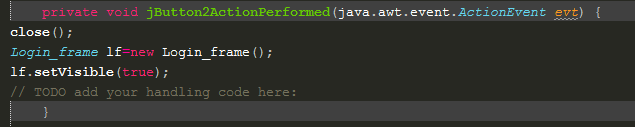 private void jButton2ActionPerformed(java.awt.event.ActionEvent evt) {
close();
Login_frame lf=new Login_frame();
lf.setVisible(true);
// TODO add your handling code here:
}